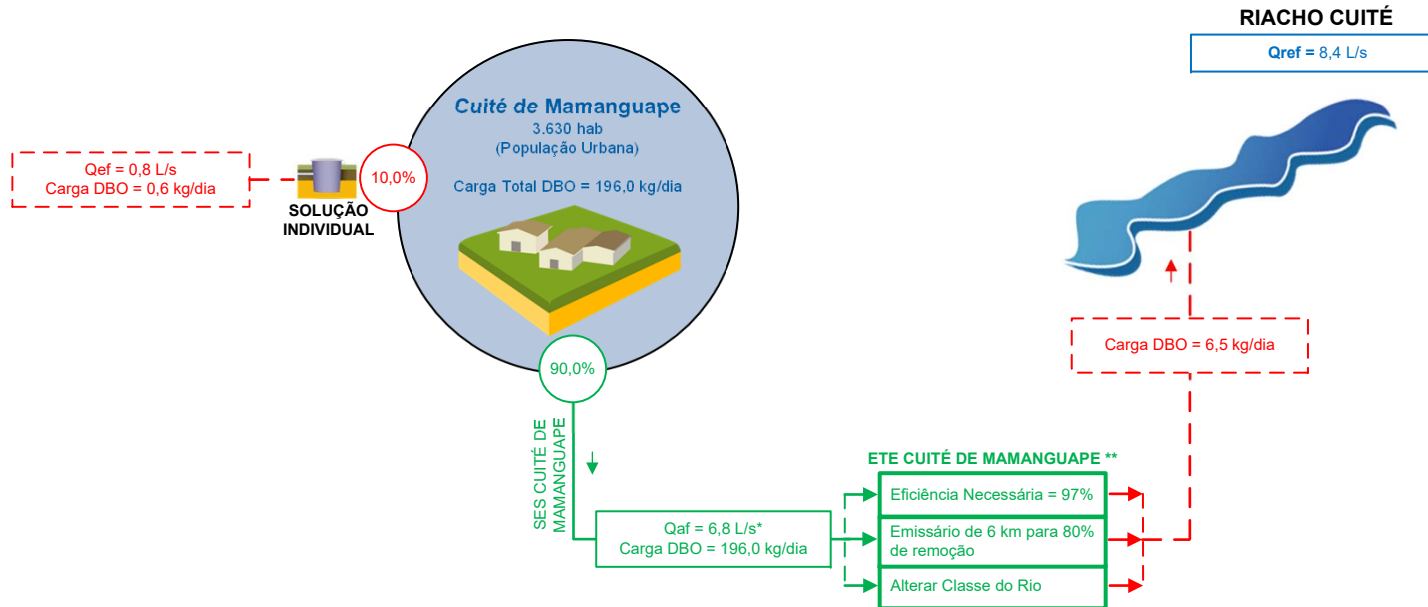 RIACHO CUITÉ
Qref = 8,4 L/s
Cuité de Mamanguape
3.630 hab
(População Urbana)
Carga Total DBO = 196,0 kg/dia
Qef = 0,8 L/s
Carga DBO = 0,6 kg/dia
10,0%
SOLUÇÃO
INDIVIDUAL
90,0%
Carga DBO = 6,5 kg/dia
SES CUITÉ DE
MAMANGUAPE
ETE CUITÉ DE MAMANGUAPE **
Eficiência Necessária = 97%
Qaf = 6,8 L/s*
Carga DBO = 196,0 kg/dia
Emissário de 6 km para 80%
de remoção
Alterar Classe do Rio